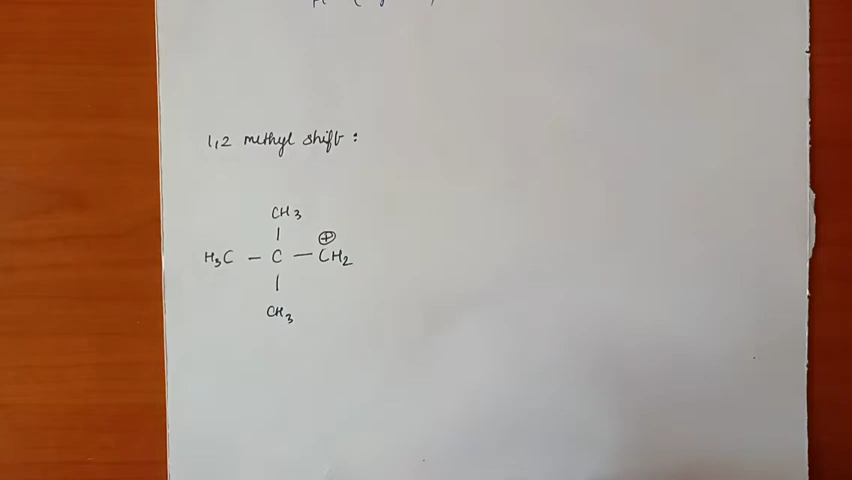 1,2 methyl shift :
CH3
|
⊕
H3C — C — CH2
|
CH3